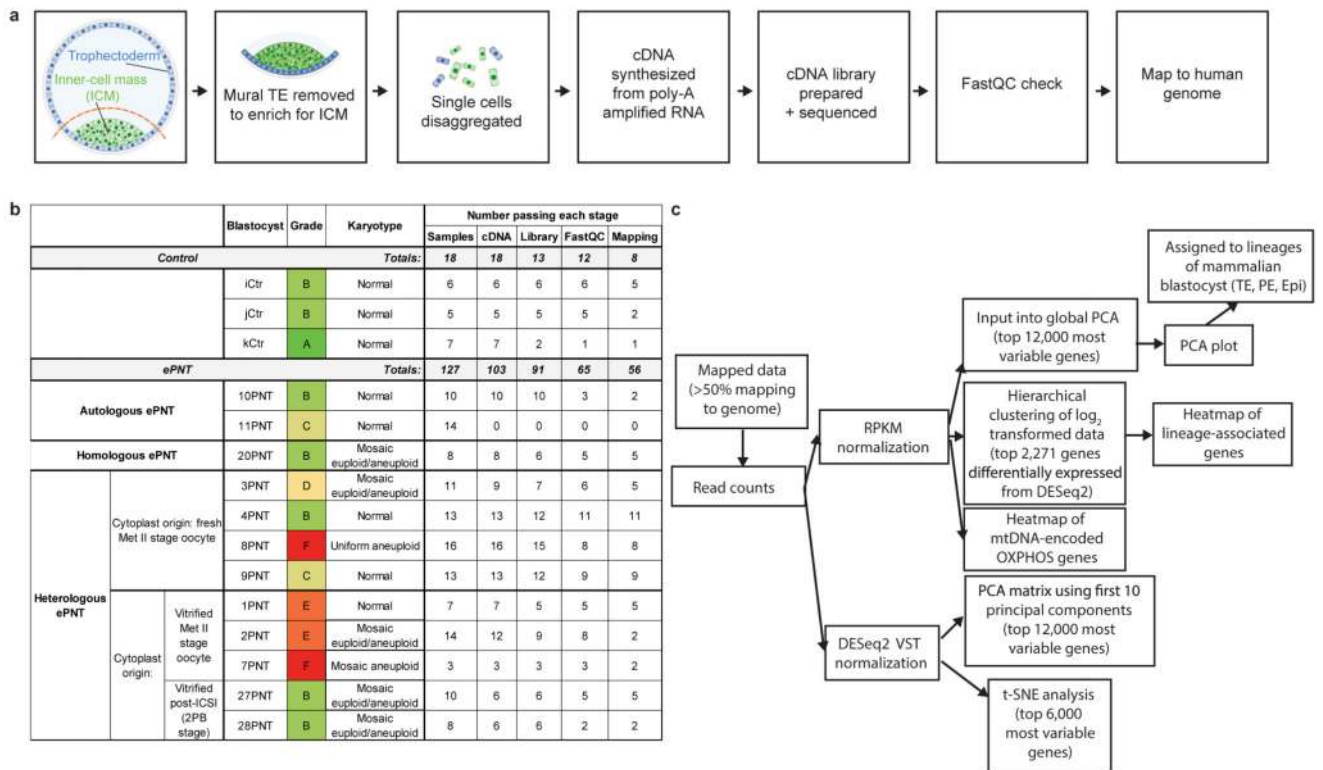 a
Trophectoderm
Inner-cell mass
(ICM)
Mural TE removed
to enrich for ICM
Single cells
disaggregated
cDNA
synthesized
from poly-A
amplified RNA
cDNA library
prepared
+ sequenced
FastQC check
Map to human
genome
b
Blastocyst Grade Karyotype Number passing each stage
Samples cDNA Library FastQC Mapping
Control Totals: 18 18 13 12 8
iCtr B Normal 6 6 6 6 5
jCtr B Normal 5 5 5 5 2
kCtr A Normal 7 7 2 1 1
ePNT Totals: 127 103 91 65 56
Autologous ePNT
10PNT B Normal 10 10 10 3 2
11PNT C Normal 14 0 0 0 0
Homologous ePNT 20PNT B Mosaic euploid/aneuploid 8 8 6 5 5
Heterologous
ePNT
Cytoplast origin: fresh
Met II stage oocyte
3PNT D Mosaic euploid/aneuploid 11 9 7 6 5
4PNT B Normal 13 13 12 11 11
8PNT F Uniform aneuploid 16 16 15 8 8
9PNT C Normal 13 13 12 9 9
Cytoplast
origin:
Vitrified
Met II
stage
oocyte
1PNT E Normal 7 7 5 5 5
2PNT E Mosaic euploid/aneuploid 14 12 9 8 2
7PNT F Mosaic aneuploid 3 3 3 3 2
Vitrified
post-ICSI
(2PB
stage)
27PNT B Mosaic euploid/aneuploid 10 6 6 5 5
28PNT B Mosaic euploid/aneuploid 8 6 6 2 2
c
Mapped data
(>50% mapping
to genome)
Read counts
RPKM
normalization
DESeq2 VST
normalization
Input into global PCA
(top 12,000 most
variable genes)
PCA plot
Assigned to lineages
of mammalian
blastocyst (TE, PE, Epi)
Hierarchical
clustering of log2
transformed data
(top 2,271 genes
differentially expressed
from DESeq2)
Heatmap of
lineage-associated
genes
Heatmap of
mtDNA-encoded
OXPHOS genes
PCA matrix using first 10
principal components
(top 12,000 most
variable genes)
t-SNE analysis
(top 6,000
most variable
genes)